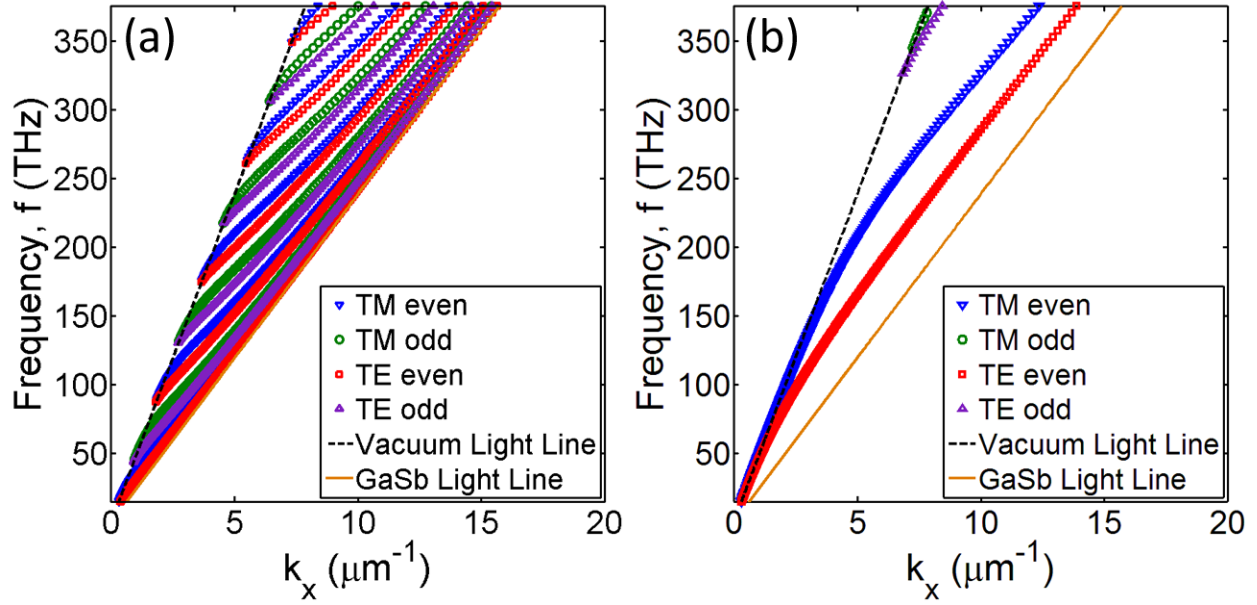 (a)
Frequency, f (THz)
350
300
250
200
150
100
50
TM even
TM odd
TE even
TE odd
Vacuum Light Line
GaSb Light Line
0
5
10
15
20
kₓ (μm⁻¹)
(b)
Frequency, f (THz)
350
300
250
200
150
100
50
TM even
TM odd
TE even
TE odd
Vacuum Light Line
GaSb Light Line
0
5
10
15
20
kₓ (μm⁻¹)